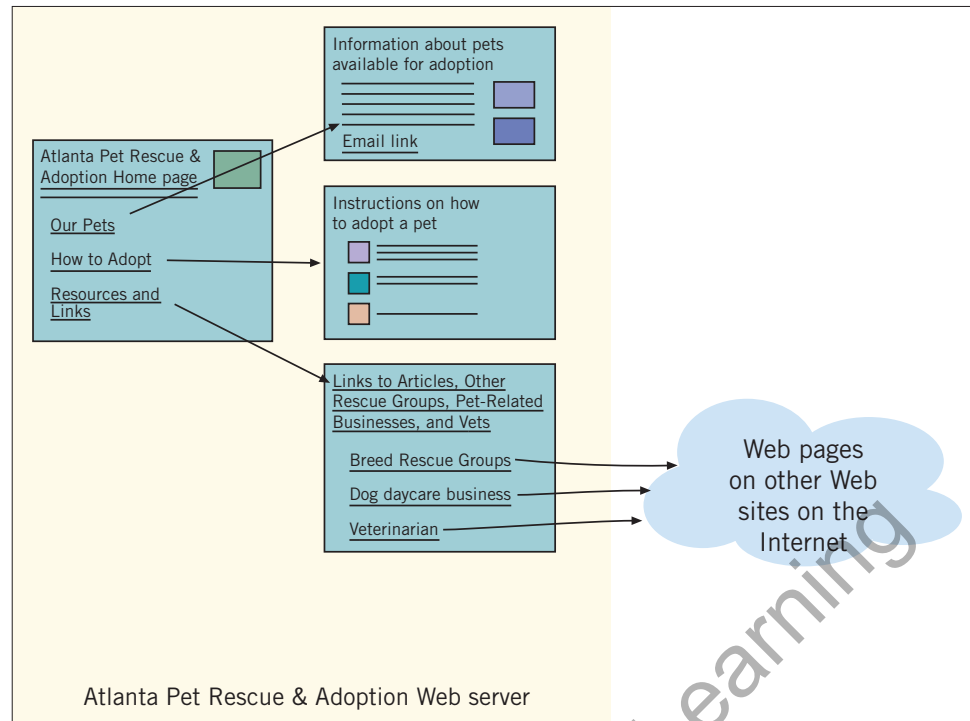 Information about pets
available for adoption
Email link
Atlanta Pet Rescue &
Adoption Home page
Our Pets
How to Adopt
Resources and
Links
Instructions on how
to adopt a pet
Links to Articles, Other
Rescue Groups, Pet-Related
Businesses, and Vets
Breed Rescue Groups
Dog daycare business
Veterinarian
Web pages
on other Web
sites on the
Internet
Atlanta Pet Rescue & Adoption Web server
earning